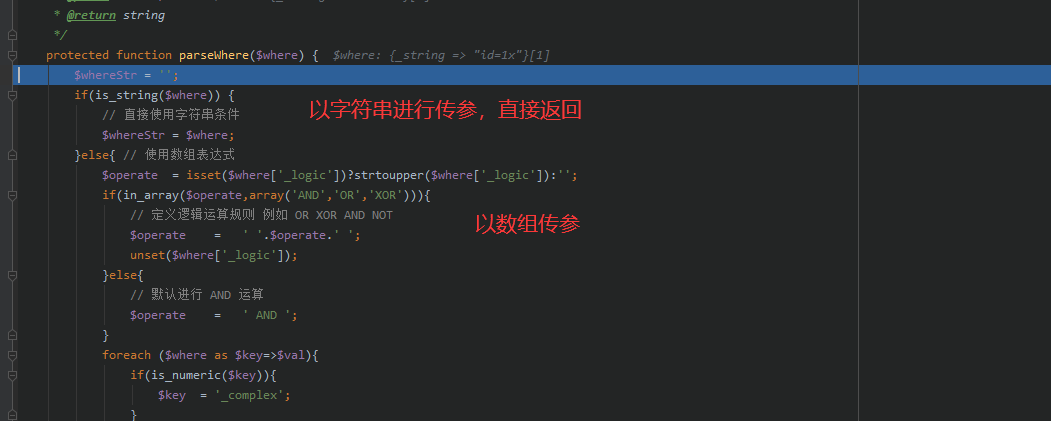 * @return string
*/
protected function parseWhere($where) {  $where: {_string => "id=1x"}[1]
$whereStr = '';
if(is_string($where)) {
// 直接使用字符串条件
以字符串进行传参，直接返回
$whereStr = $where;
}else{ // 使用数组表达式
$operate  = isset($where['_logic'])?strtoupper($where['_logic']):'';
if(in_array($operate,array('AND','OR','XOR'))){
// 定义逻辑运算规则 例如 OR XOR AND NOT
以数组传参
$operate    =   ' '.$operate.' ';
unset($where['_logic']);
}else{
// 默认进行 AND 运算
$operate    =   ' AND ';
}
foreach ($where as $key=>$val){
if(is_numeric($key)){
$key  = '_complex';
}